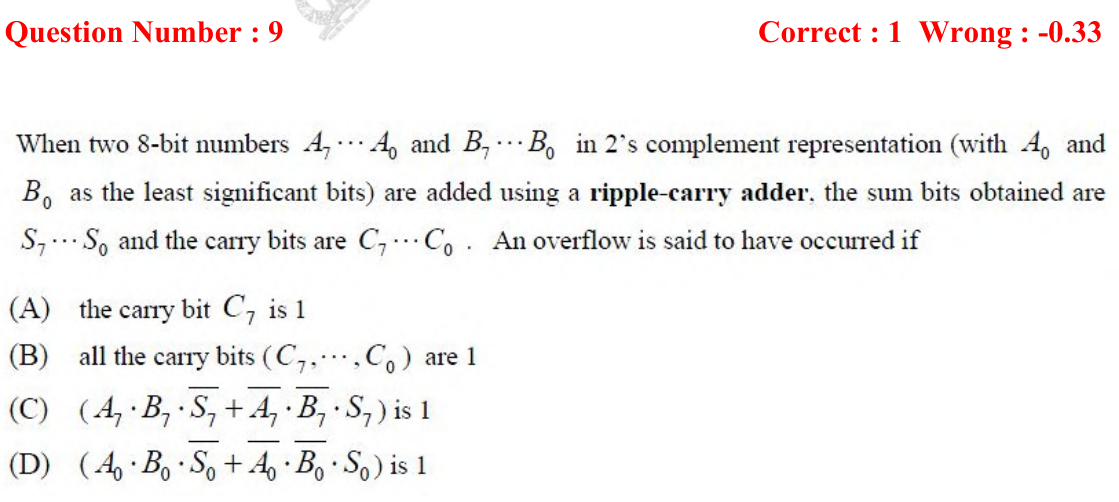 Question Number : 9 Correct : 1 Wrong : -0.33
When two 8-bit numbers A₇ ⋯ A₀ and B₇ ⋯ B₀ in 2's complement representation (with A₀ and
B₀ as the least significant bits) are added using a ripple-carry adder, the sum bits obtained are
S₇ ⋯ S₀ and the carry bits are C₇ ⋯ C₀ . An overflow is said to have occurred if
(A) the carry bit C₇ is 1
(B) all the carry bits (C₇,⋯,C₀) are 1
(C) (A₇ · B₇ · S̅₇ + A̅₇ · B̅₇ · S₇) is 1
(D) (A₀ · B₀ · S̅₀ + A̅₀ · B̅₀ · S₀) is 1